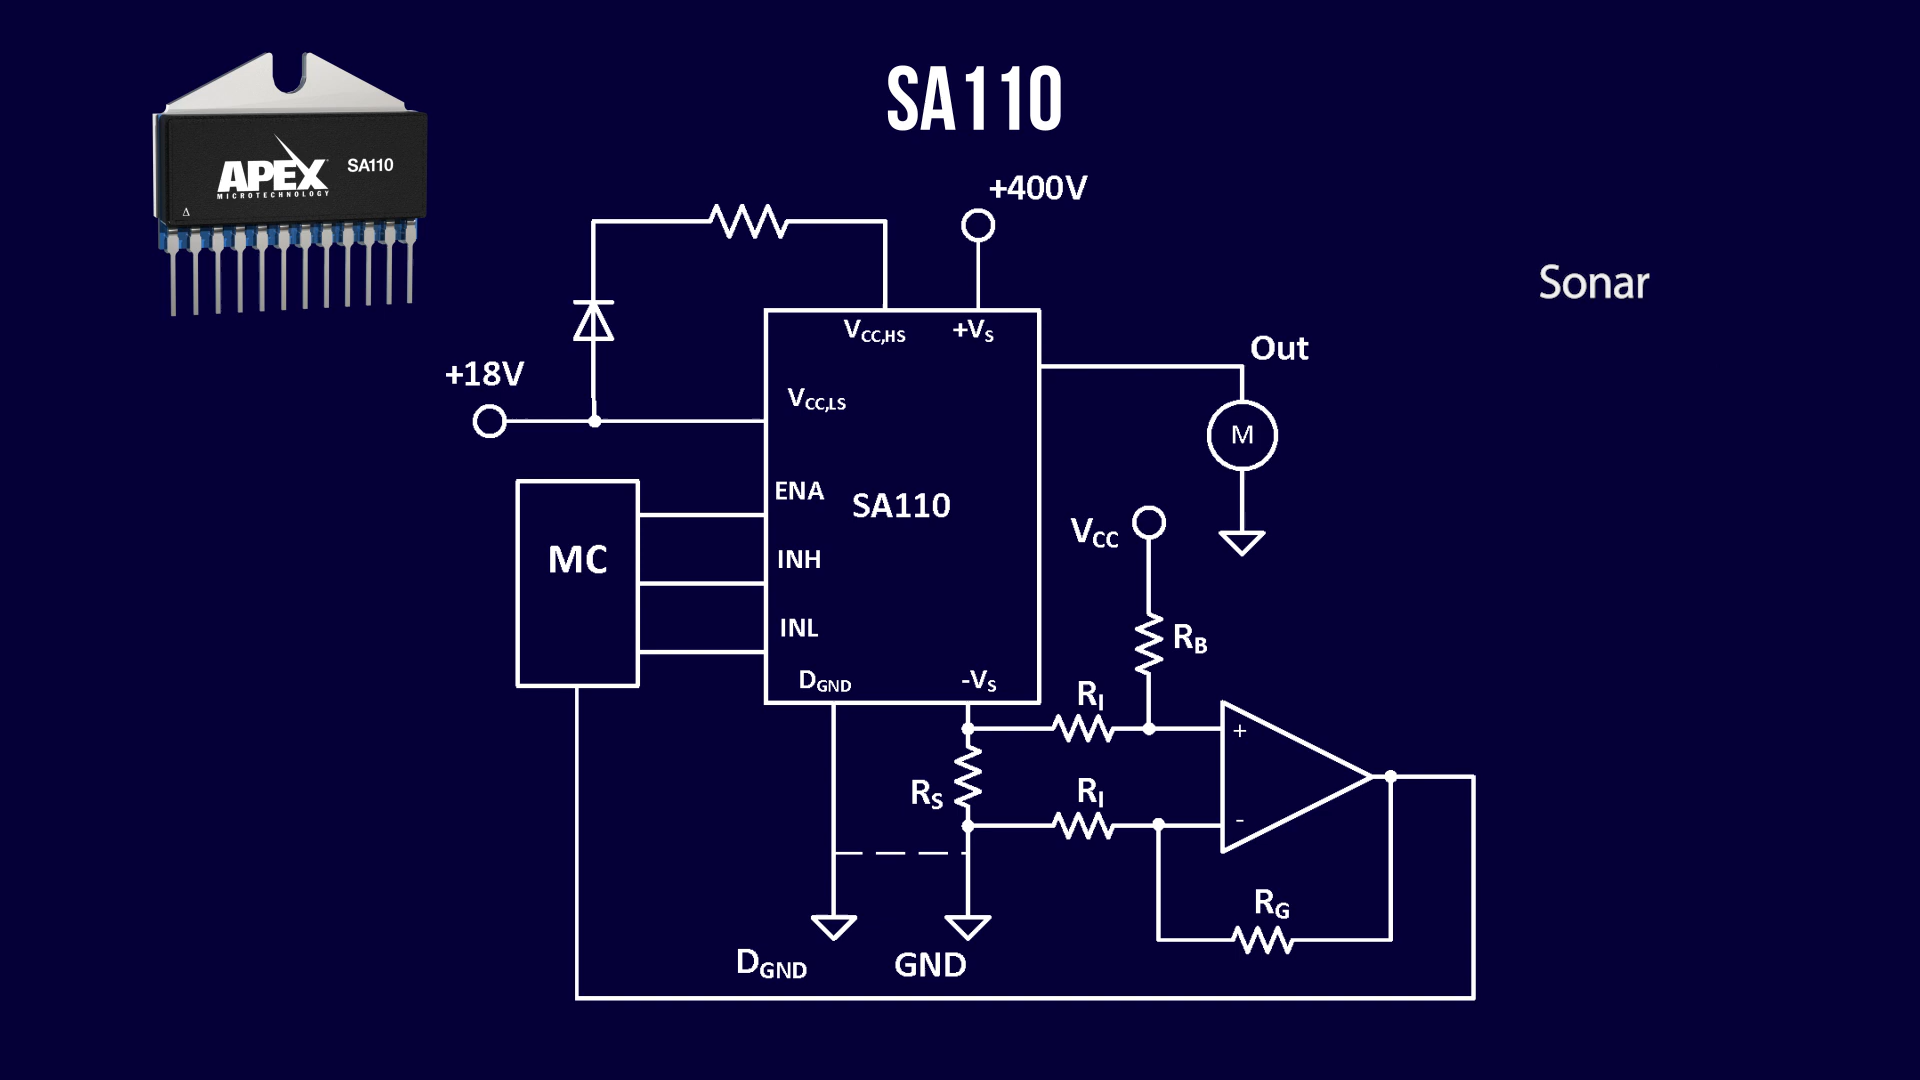 SA110
APEX
MICROTECHNOLOGY
SA110
Δ
+400V
Sonar
VCC,HS
+VS
Out
+18V
VCC,LS
M
ENA
SA110
VCC
MC
INH
INL
RB
DGND
-VS
RI
+
RS
RI
-
RG
DGND
GND